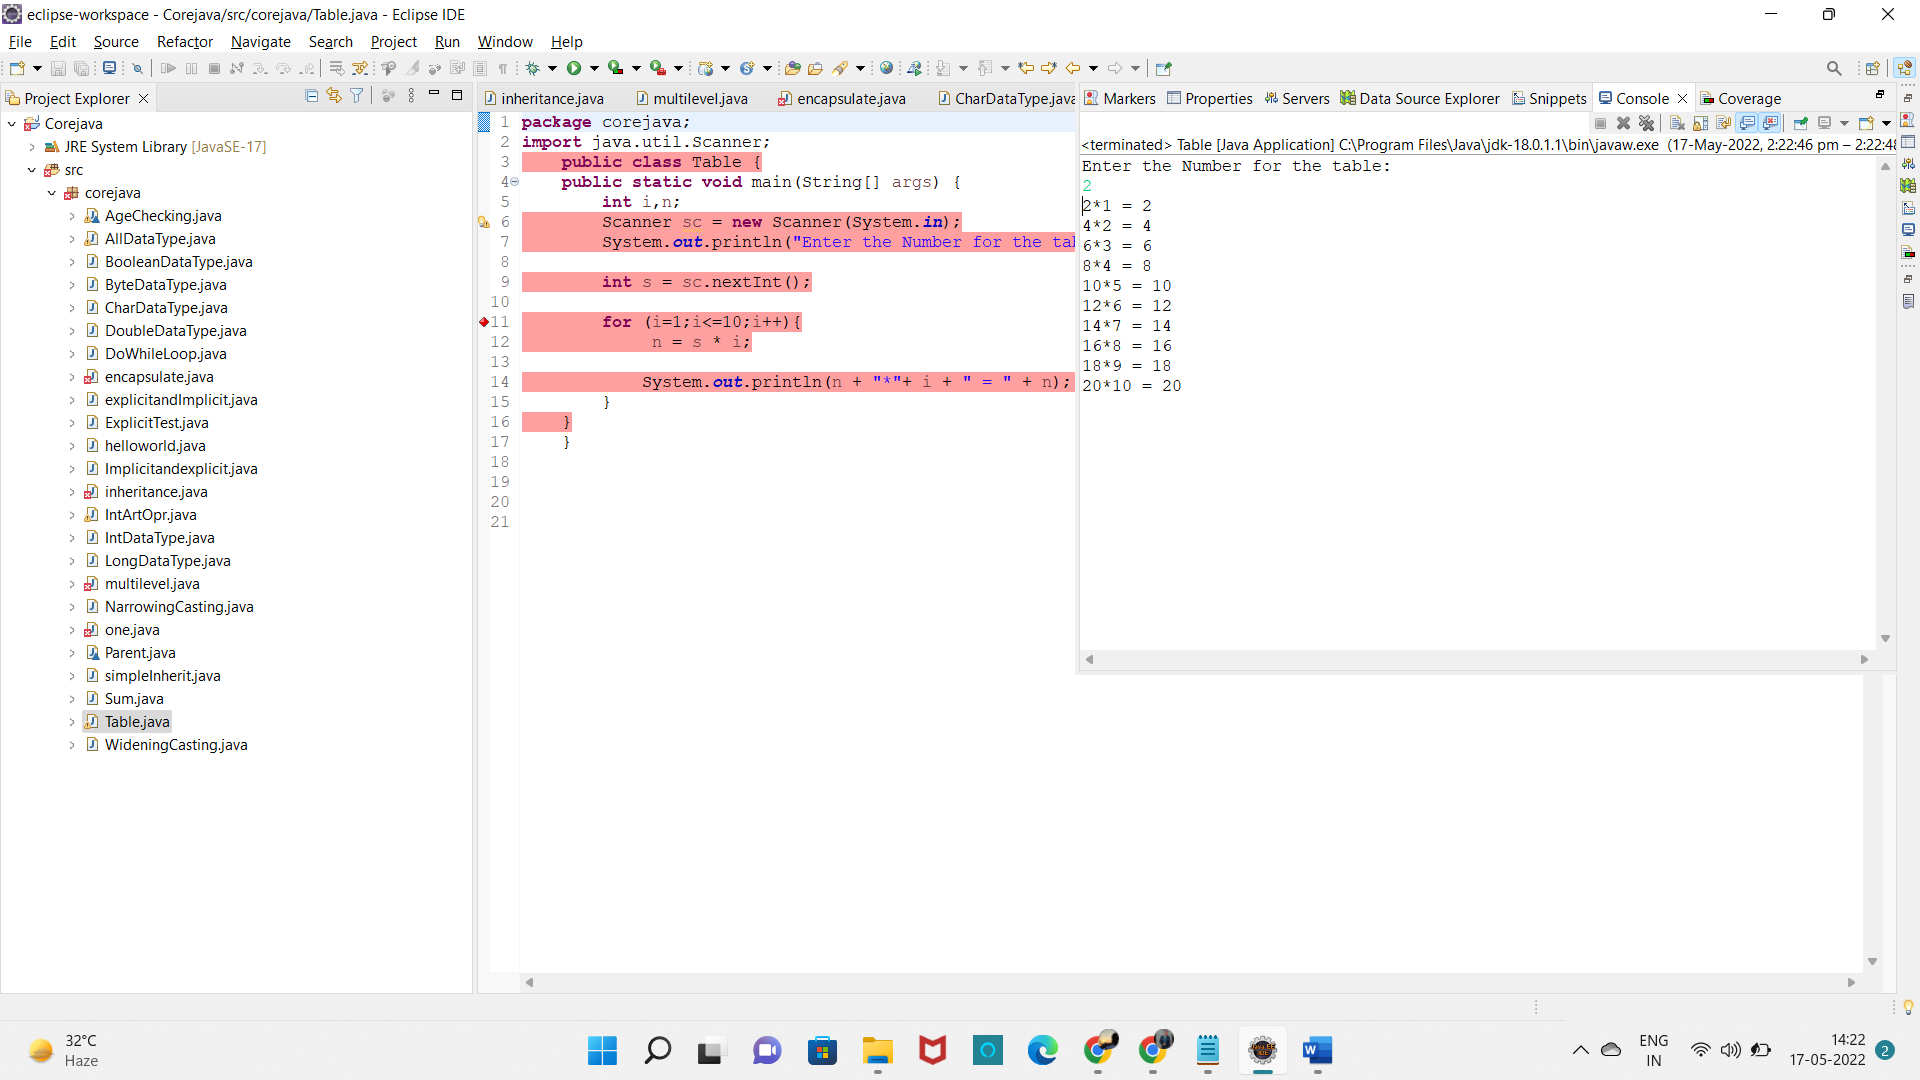 eclipse-workspace - Corejava/src/corejava/Table.java - Eclipse IDE
File Edit Source Refactor Navigate Search Project Run Window Help
Project Explorer
Corejava
JRE System Library [JavaSE-17]
src
corejava
AgeChecking.java
AllDataType.java
BooleanDataType.java
ByteDataType.java
CharDataType.java
DoubleDataType.java
DoWhileLoop.java
encapsulate.java
explicitandImplicit.java
ExplicitTest.java
helloworld.java
Implicitandexplicit.java
inheritance.java
IntArtOpr.java
IntDataType.java
LongDataType.java
multilevel.java
NarrowingCasting.java
one.java
Parent.java
simpleInherit.java
Sum.java
Table.java
WideningCasting.java
inheritance.java multilevel.java encapsulate.java CharDataType.java
1 package corejava;
2 import java.util.Scanner;
3 public class Table {
4 public static void main(String[] args) {
5 int i,n;
6 Scanner sc = new Scanner(System.in);
7 System.out.println("Enter the Number for the tal
8
9 int s = sc.nextInt();
10
11 for (i=1;i<=10;i++){
12 n = s * i;
13
14 System.out.println(n + "*"+ i + " = " + n);
15 }
16 }
17 }
18
19
20
21
Markers Properties Servers Data Source Explorer Snippets Console Coverage
<terminated> Table [Java Application] C:\Program Files\Java\jdk-18.0.1.1\bin\javaw.exe (17-May-2022, 2:22:46 pm – 2:22:48
Enter the Number for the table:
2
2*1 = 2
4*2 = 4
6*3 = 6
8*4 = 8
10*5 = 10
12*6 = 12
14*7 = 14
16*8 = 16
18*9 = 18
20*10 = 20
32°C
Haze
ENG
IN
14:22
17-05-2022
2